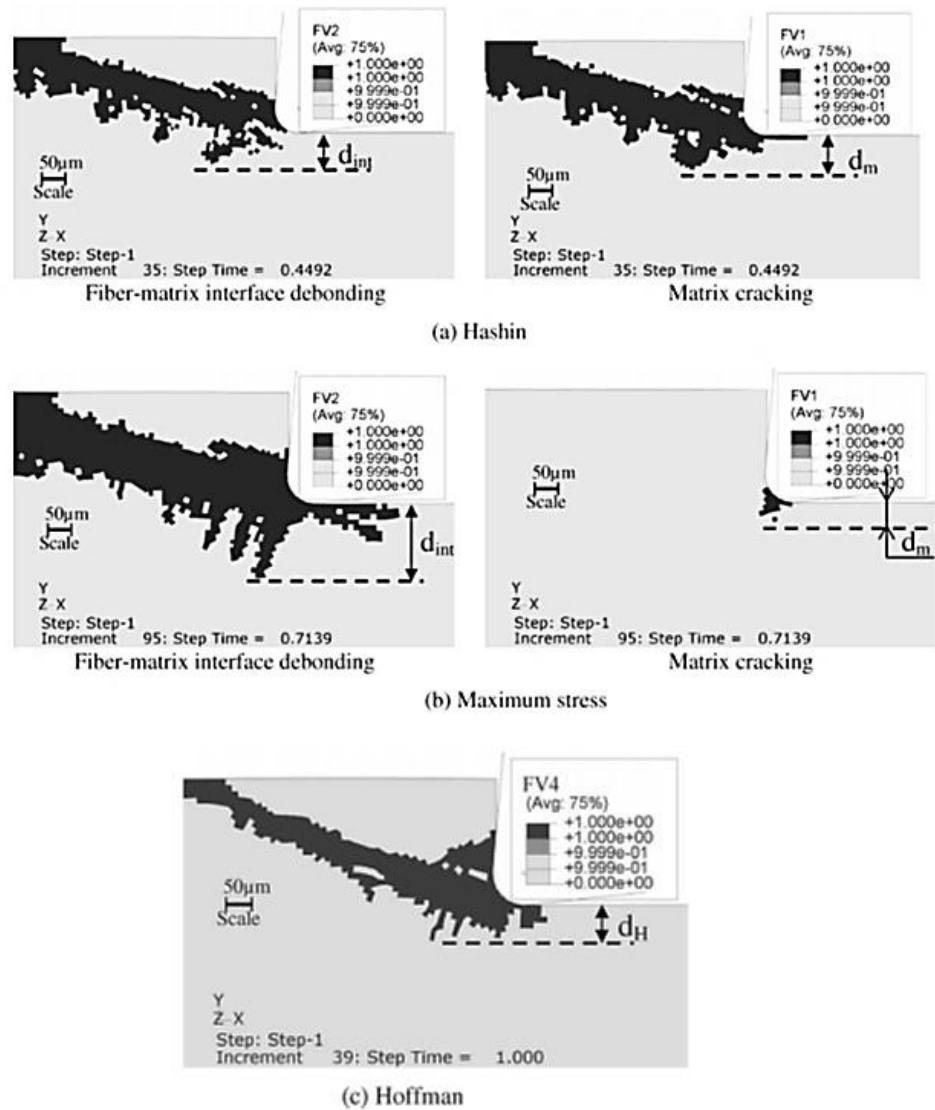 FV2
(Avg: 75%)
+1.000e+00
+1.000e+00
+9.999e-01
+9.999e-01
+0.000e+00
d_int
50µm
Scale
Y
Z-X
Step: Step-1
Increment 35: Step Time = 0.4492
Fiber-matrix interface debonding
FV1
(Avg: 75%)
+1.000e+00
+1.000e+00
+9.999e-01
+9.999e-01
+0.000e+00
d_m
50µm
Scale
Y
Z-X
Step: Step-1
Increment 35: Step Time = 0.4492
Matrix cracking
(a) Hashin
FV2
(Avg: 75%)
+1.000e+00
+1.000e+00
+9.999e-01
+9.999e-01
+0.000e+00
50µm
Scale
d_int
Y
Z-X
Step: Step-1
Increment 95: Step Time = 0.7139
Fiber-matrix interface debonding
FV1
(Avg: 75%)
+1.000e+00
+1.000e+00
+9.999e-01
+9.999e-01
+0.000e+00
50µm
Scale
d_m
Y
Z-X
Step: Step-1
Increment 95: Step Time = 0.7139
Matrix cracking
(b) Maximum stress
FV4
(Avg: 75%)
+1.000e+00
+1.000e+00
+9.999e-01
+9.999e-01
+0.000e+00
50µm
Scale
d_H
Y
Z-X
Step: Step-1
Increment 39: Step Time = 1.000
(c) Hoffman